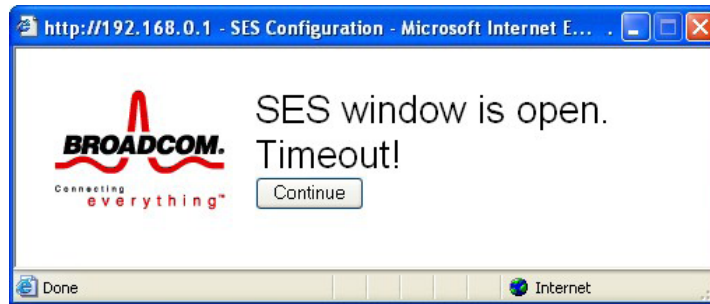 http://192.168.0.1 - SES Configuration - Microsoft Internet E... .
BROADCOM.
Connecting
everything™
SES window is open.
Timeout!
Continue
Done
Internet